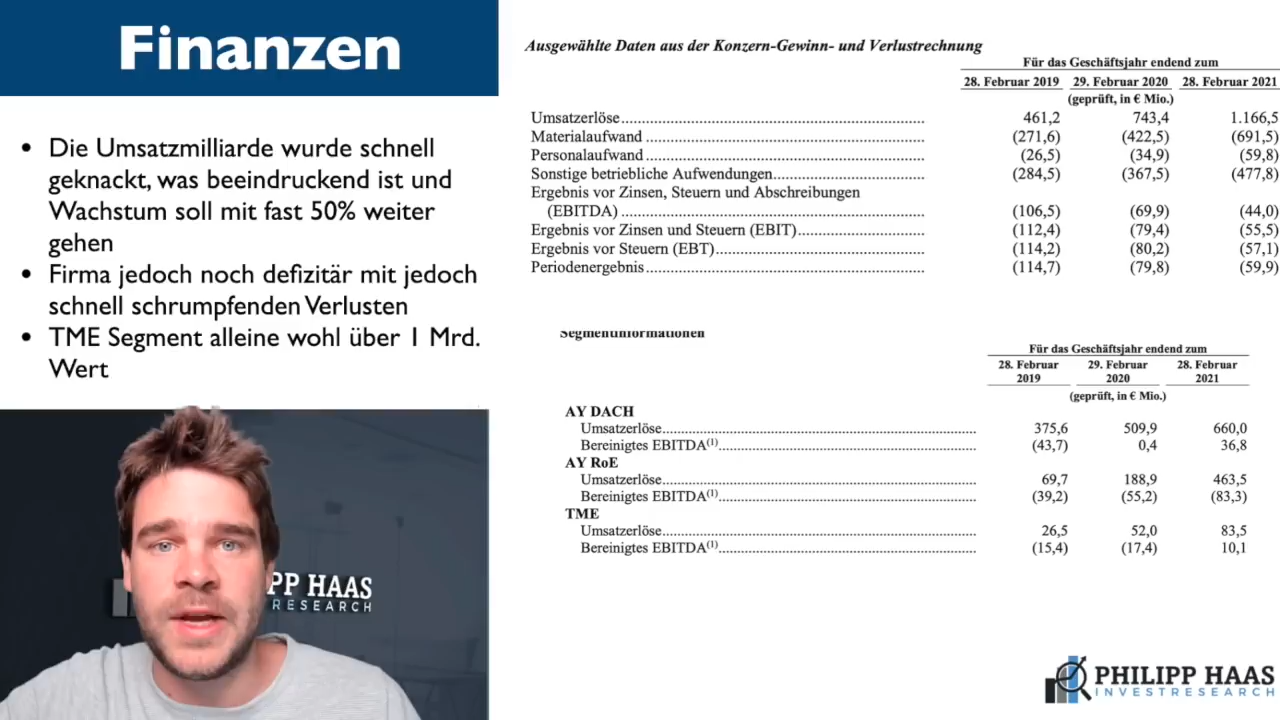 Finanzen
• Die Umsatzmilliarde wurde schnell
geknackt, was beeindruckend ist und
Wachstum soll mit fast 50% weiter
gehen
• Firma jedoch noch defizitär mit jedoch
schnell schrumpfenden Verlusten
• TME Segment alleine wohl über 1 Mrd.
Wert
Ausgewählte Daten aus der Konzern-Gewinn- und Verlustrechnung
Für das Geschäftsjahr endend zum
28. Februar 2019 29. Februar 2020 28. Februar 2021
(geprüft, in € Mio.)
Umsatzerlöse 461,2 743,4 1.166,5
Materialaufwand (271,6) (422,5) (691,5)
Personalaufwand (26,5) (34,9) (59,8)
Sonstige betriebliche Aufwendungen (284,5) (367,5) (477,8)
Ergebnis vor Zinsen, Steuern und Abschreibungen
(EBITDA) (106,5) (69,9) (44,0)
Ergebnis vor Zinsen und Steuern (EBIT) (112,4) (79,4) (55,5)
Ergebnis vor Steuern (EBT) (114,2) (80,2) (57,1)
Periodenergebnis (114,7) (79,8) (59,9)
Segmentinformationen
Für das Geschäftsjahr endend zum
28. Februar 29. Februar 28. Februar
2019 2020 2021
(geprüft, in € Mio.)
AY DACH
Umsatzerlöse 375,6 509,9 660,0
Bereinigtes EBITDA(1) (43,7) 0,4 36,8
AY RoE
Umsatzerlöse 69,7 188,9 463,5
Bereinigtes EBITDA(1) (39,2) (55,2) (83,3)
TME
Umsatzerlöse 26,5 52,0 83,5
Bereinigtes EBITDA(1) (15,4) (17,4) 10,1
PP HAAS
RESEARCH
PHILIPP HAAS
INVESTRESEARCH